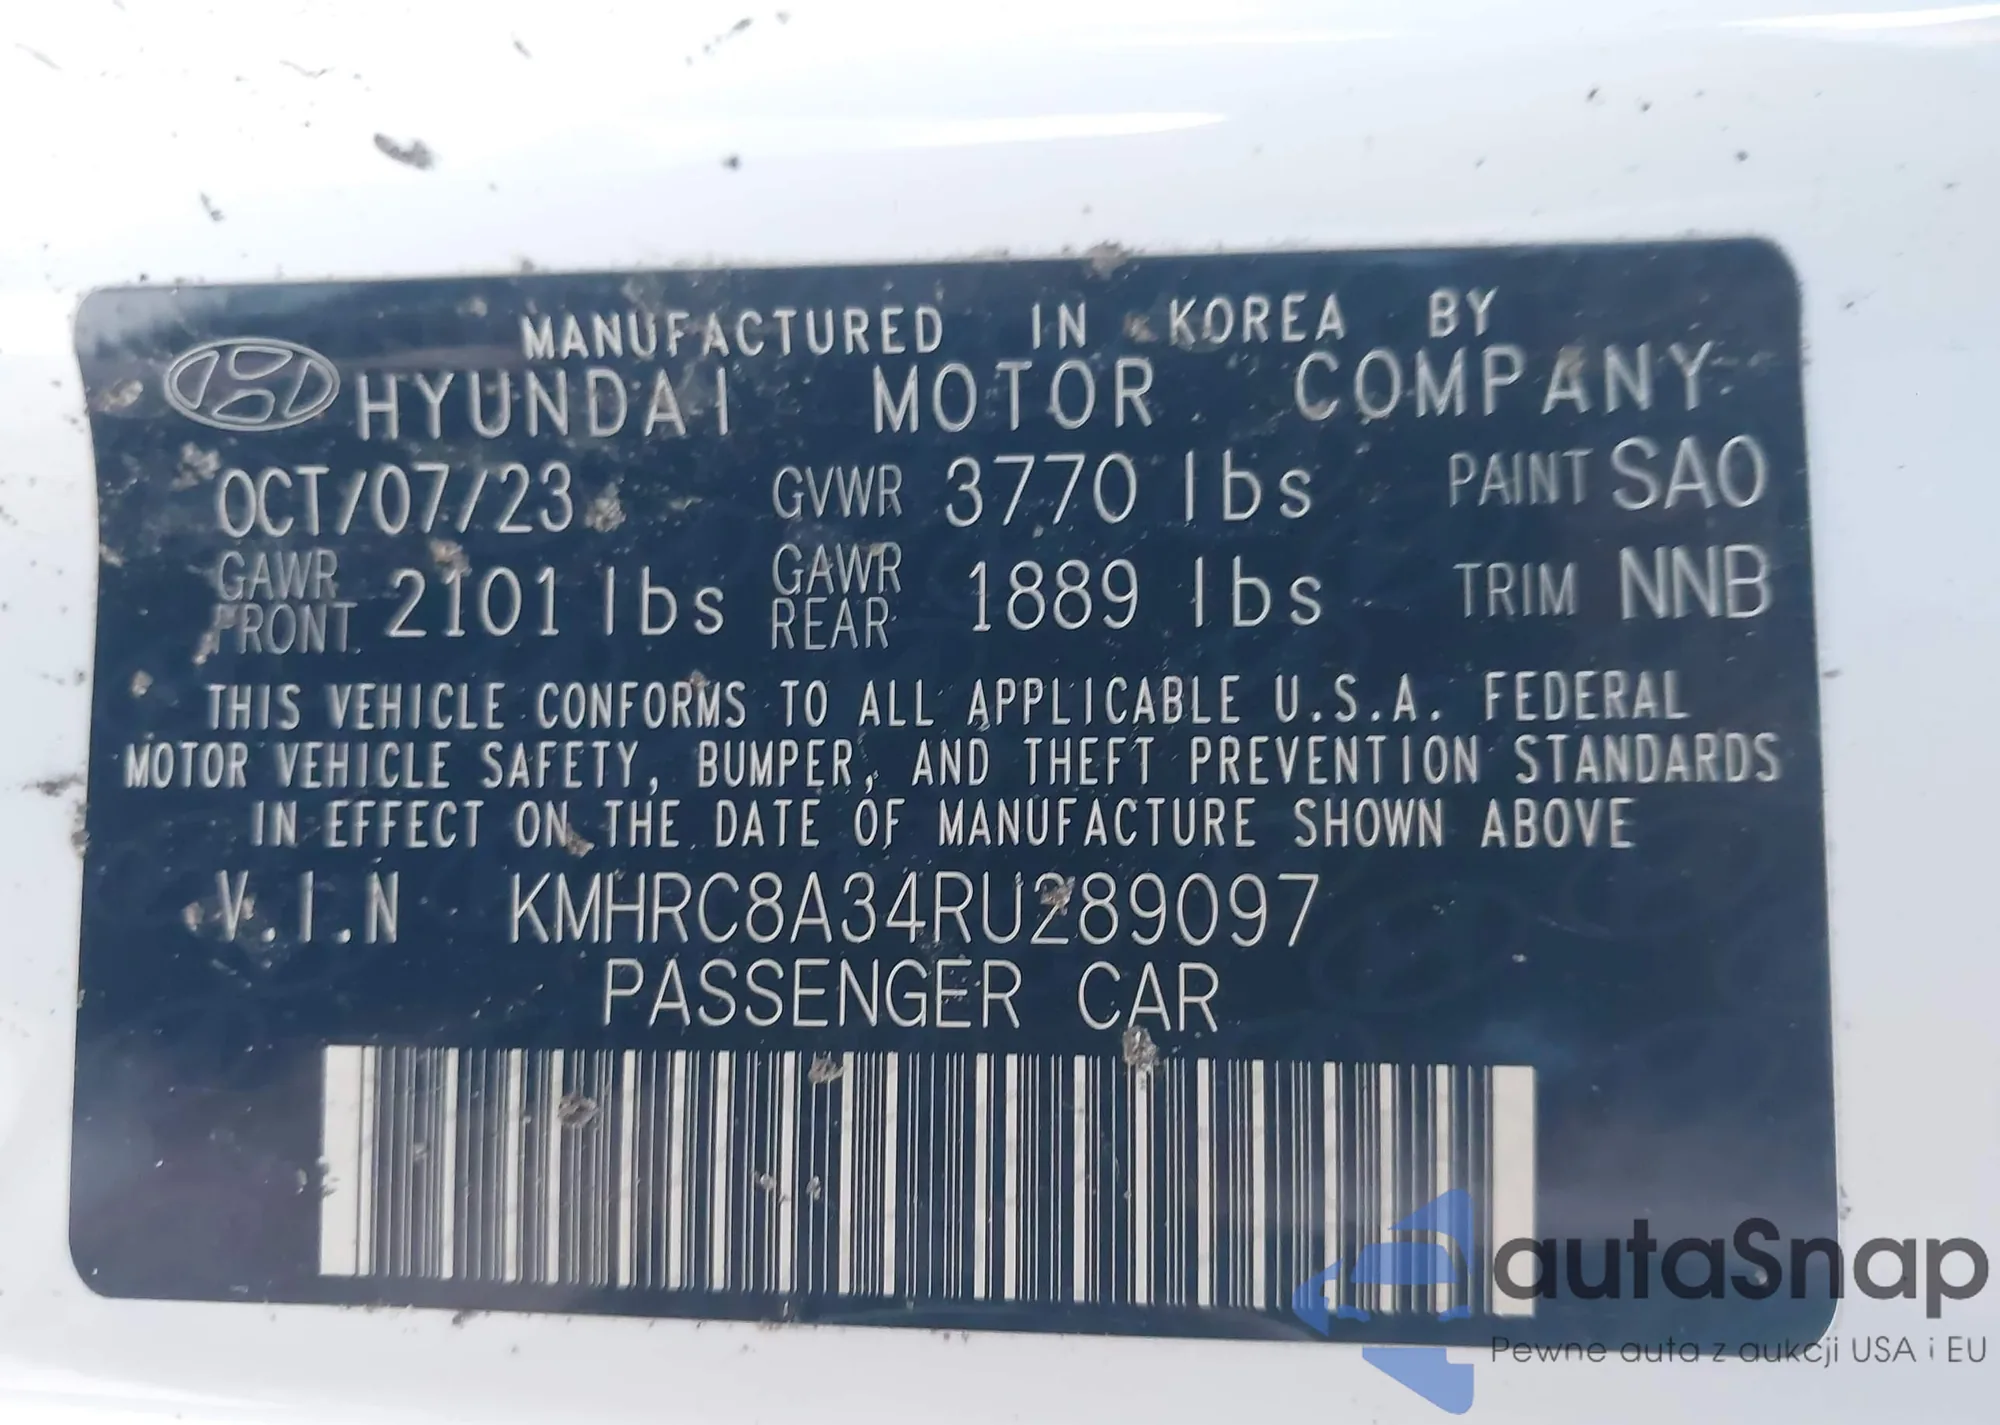 MANUFACTURED IN KOREA BY
HYUNDAI MOTOR COMPANY
OCT/07/23 GVWR 3770 lbs PAINT SAO
GAWR FRONT 2101 lbs GAWR REAR 1889 lbs TRIM NNB
THIS VEHICLE CONFORMS TO ALL APPLICABLE U.S.A. FEDERAL
MOTOR VEHICLE SAFETY, BUMPER, AND THEFT PREVENTION STANDARDS
IN EFFECT ON THE DATE OF MANUFACTURE SHOWN ABOVE
V.I.N KMHRC8A34RU289097
PASSENGER CAR
autaSnap
Pewne auta z aukcji USA i EU